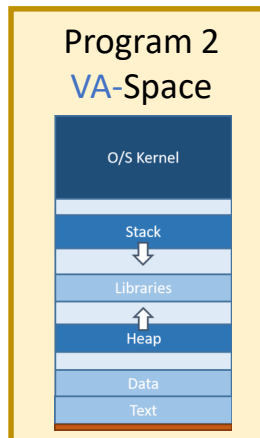 Program 2
VA-Space
O/S Kernel
Stack
Libraries
Heap
Data
Text